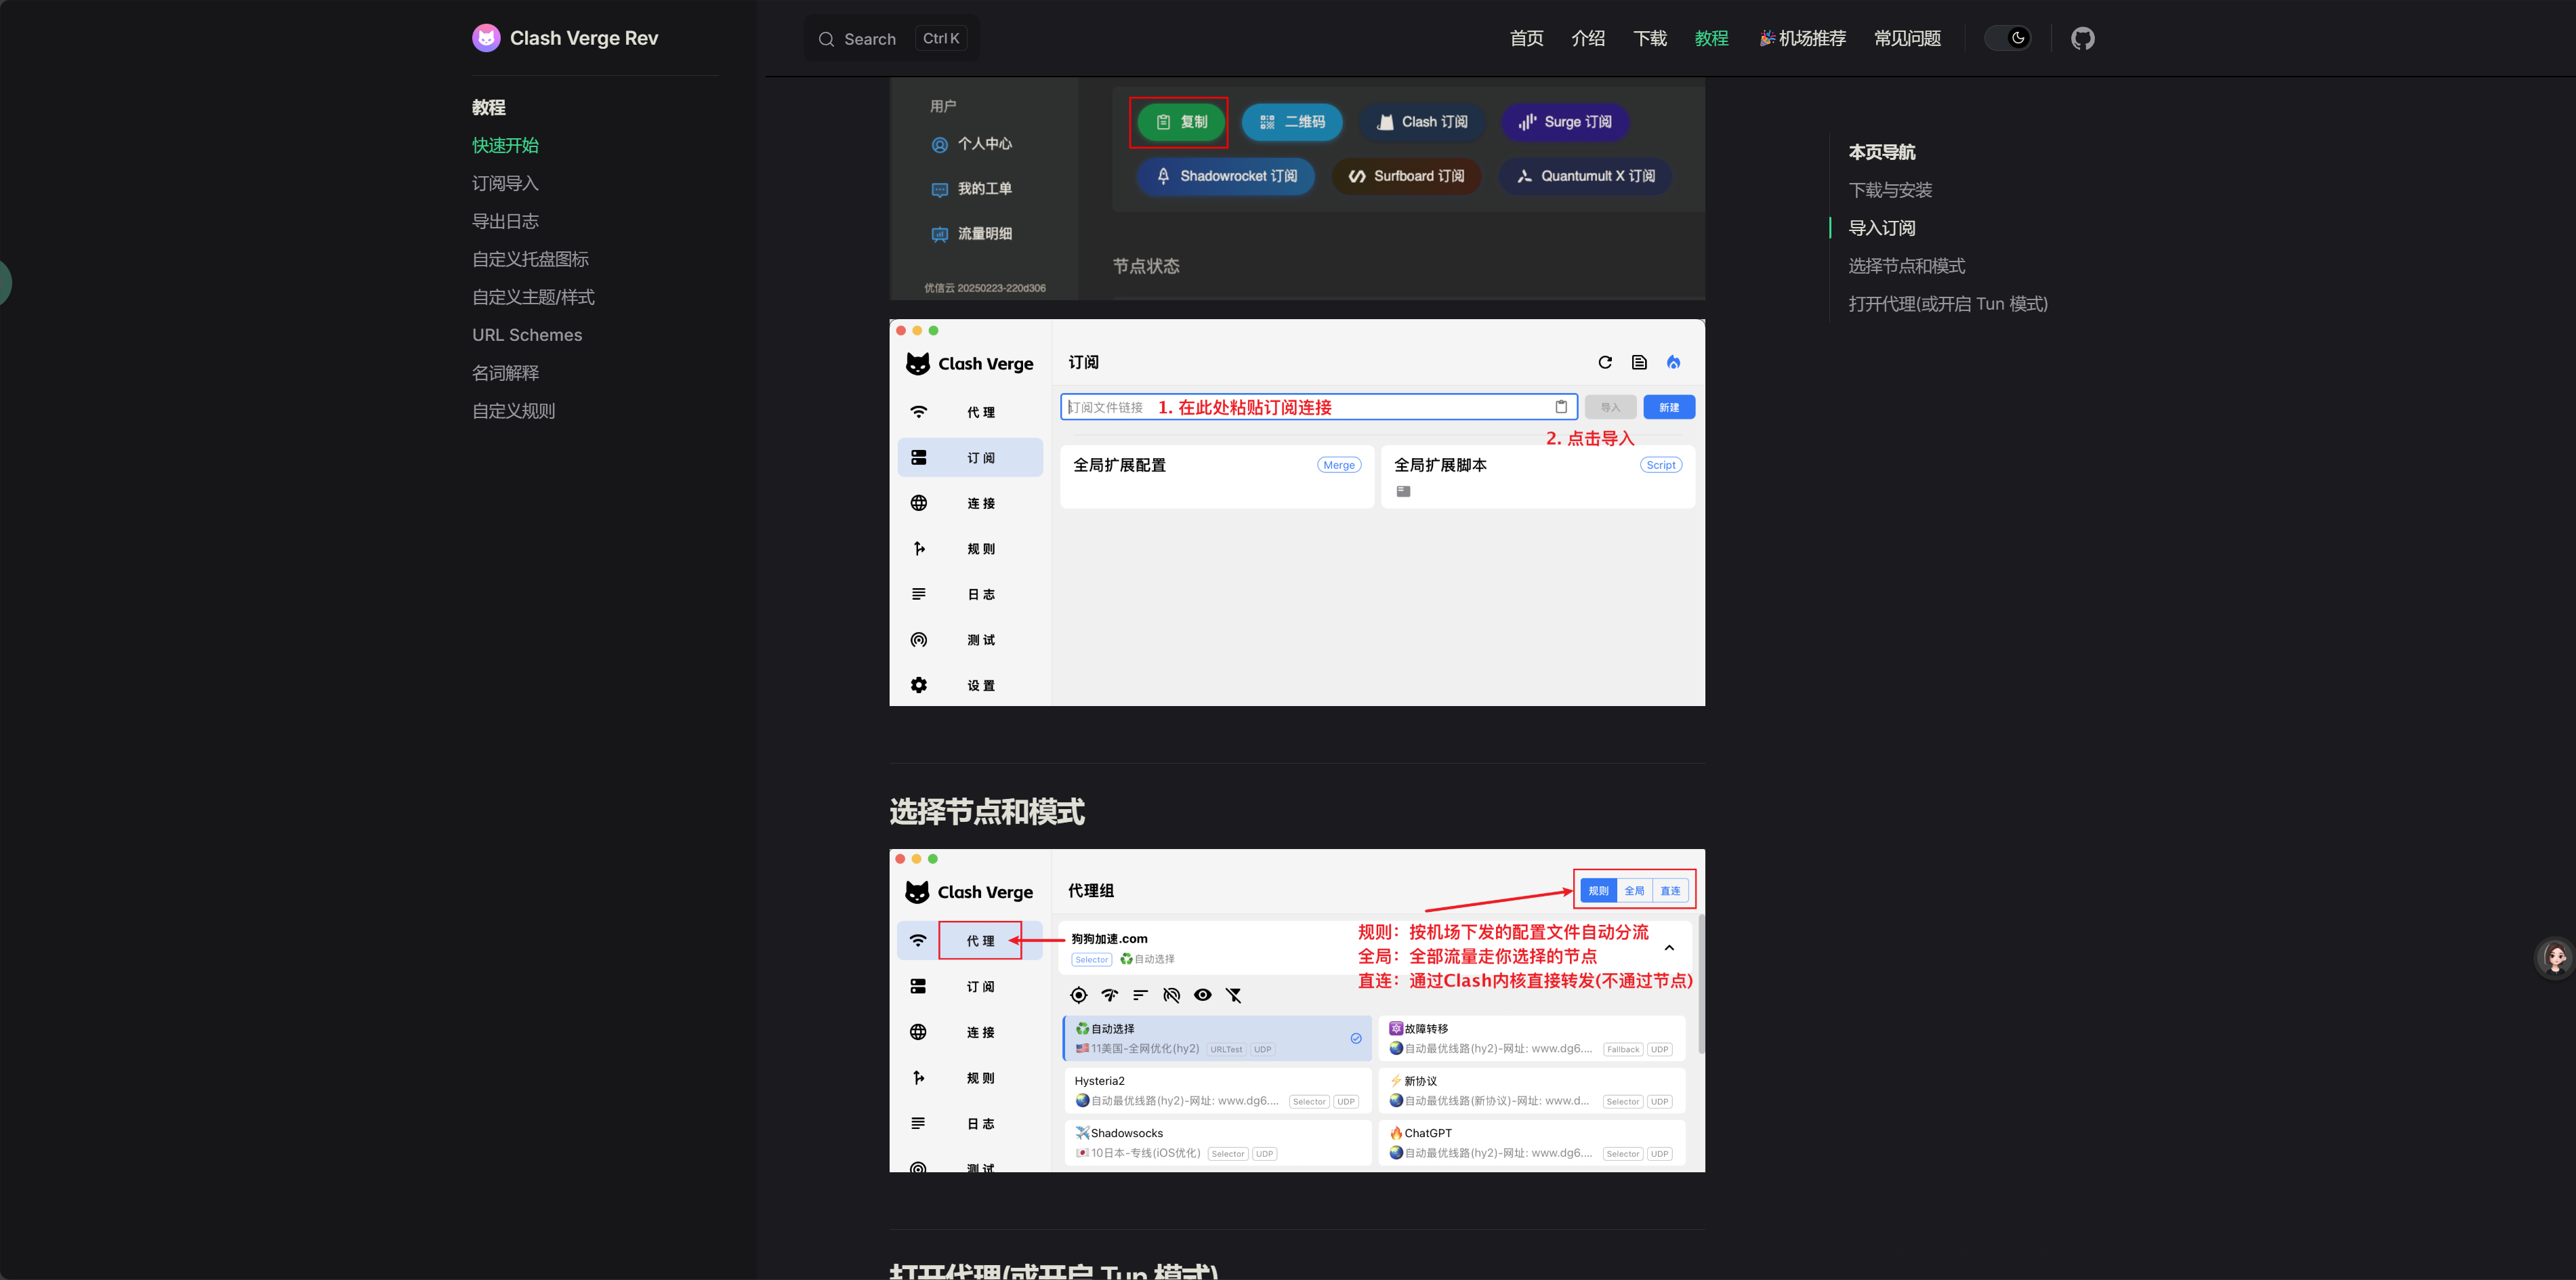 Clash Verge Rev
Search
Ctrl K
首页
介绍
下载
教程
🎉机场推荐
常见问题
教程
快速开始
订阅导入
导出日志
自定义托盘图标
自定义主题/样式
URL Schemes
名词解释
自定义规则
用户
个人中心
我的工单
流量明细
优信云 20250223-220d306
复制
二维码
Clash 订阅
Surge 订阅
Shadowrocket 订阅
Surfboard 订阅
Quantumult X 订阅
节点状态
Clash Verge
代 理
订 阅
连 接
规 则
日 志
测 试
设 置
订阅
订阅文件链接
1. 在此处粘贴订阅连接
导入
新建
2. 点击导入
全局扩展配置
Merge
全局扩展脚本
Script
选择节点和模式
Clash Verge
代 理
订 阅
连 接
规 则
日 志
测 试
代理组
规则
全局
直连
狗狗加速.com
Selector
♻️自动选择
规则：按机场下发的配置文件自动分流
全局：全部流量走你选择的节点
直连：通过Clash内核直接转发(不通过节点)
♻️自动选择
🇺🇸11美国-全网优化(hy2)
URLTest
UDP
🔯故障转移
🌏自动最优线路(hy2)-网址: www.dg6....
Fallback
UDP
Hysteria2
🌏自动最优线路(hy2)-网址: www.dg6....
Selector
UDP
⚡新协议
🌏自动最优线路(新协议)-网址: www.d...
Selector
UDP
✈️Shadowsocks
🇯🇵10日本-专线(iOS优化)
Selector
UDP
🔥ChatGPT
🌏自动最优线路(hy2)-网址: www.dg6....
Selector
UDP
打开代理(或开启 Tun 模式)
本页导航
下载与安装
导入订阅
选择节点和模式
打开代理(或开启 Tun 模式)